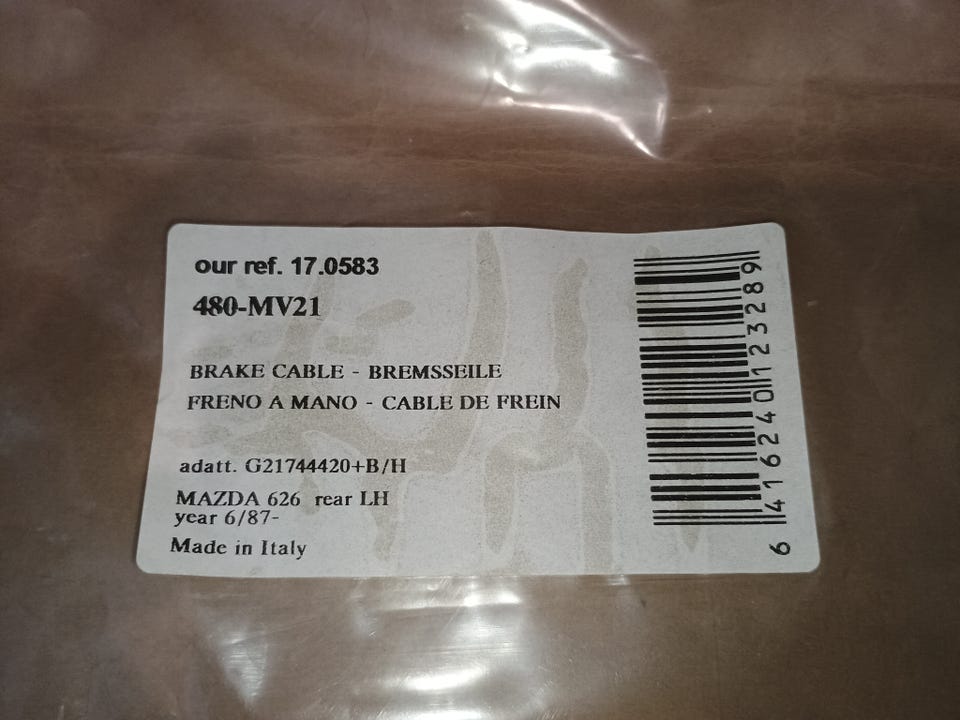 our ref. 17.0583
480-MV21
BRAKE CABLE - BREMSSEILE
FRENO A MANO - CABLE DE FREIN
adatt. G21744420+B/H
MAZDA 626 rear LH
year 6/87-
Made in Italy
6 416240 123289